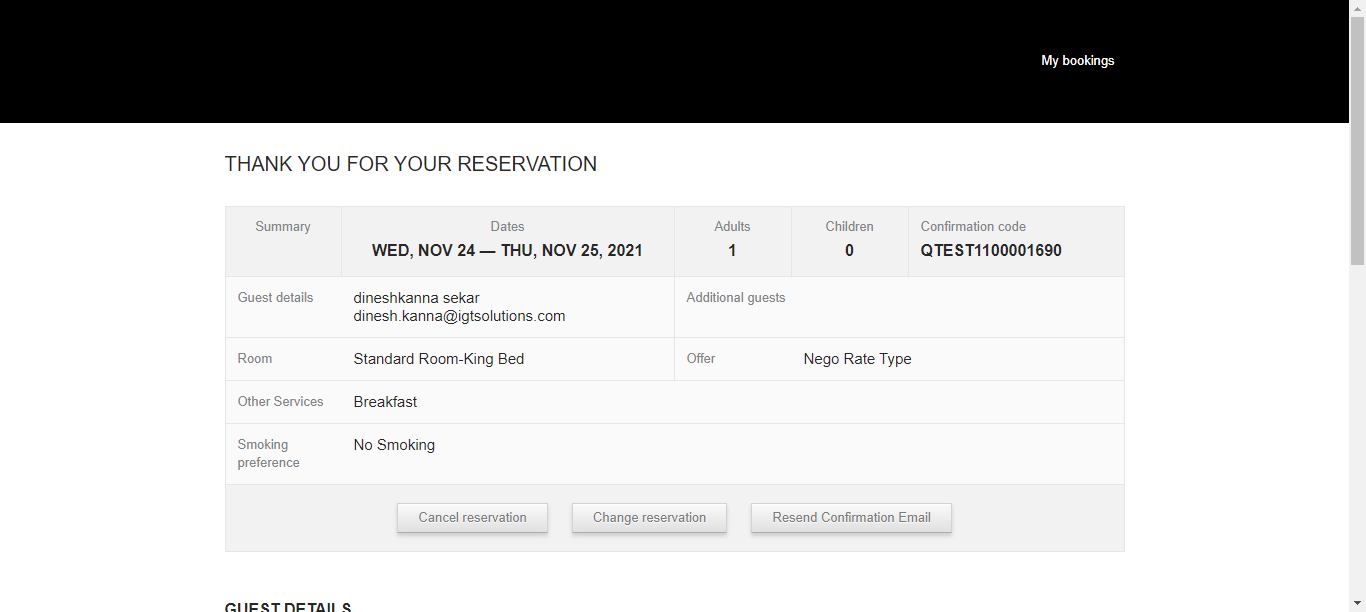 My bookings
THANK YOU FOR YOUR RESERVATION
Summary
Dates
WED, NOV 24 — THU, NOV 25, 2021
Adults
1
Children
0
Confirmation code
QTEST1100001690
Guest details
dineshkanna sekar
dinesh.kanna@igtsolutions.com
Additional guests
Room
Standard Room-King Bed
Offer
Nego Rate Type
Other Services
Breakfast
Smoking
preference
No Smoking
Cancel reservation
Change reservation
Resend Confirmation Email
GUEST DETAILS